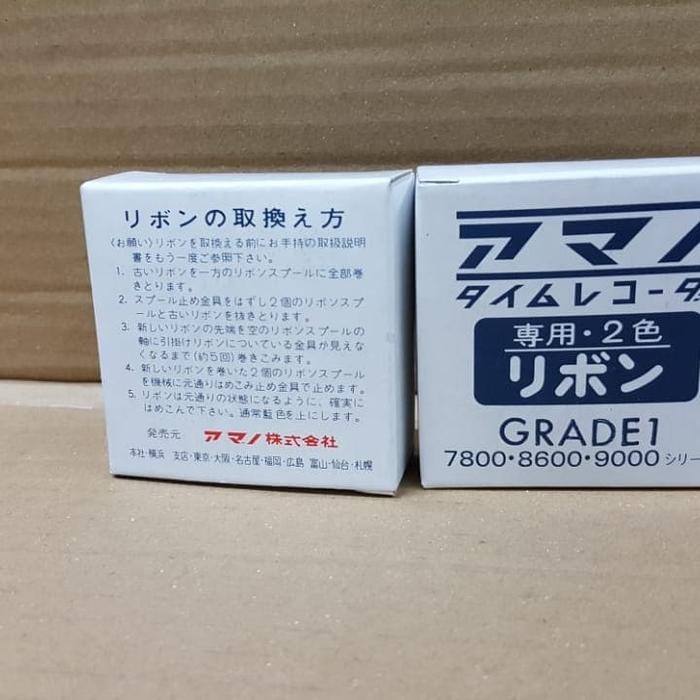 リボンの取換え方
〈お願い〉リボンを取換える前にお手持の取扱説明
書をもう一度ご参照下さい。
1. 古いリボンを一方のリボンスプールに全部巻
きとります。
2. スプール止め金具をはずし2個のリボンスプ
ールと古いリボンを抜きとります。
3. 新しいリボンの先端を空のリボンスプールの
軸に引掛けリボンについている金具が見えな
くなるまで(約5回)巻きこみます。
4. 新しいリボンを巻いた2個のリボンスプール
を機械に元通りはめこみ止め金具で止めます。
5. リボンは元通りの状態になるように、確実に
はめこんで下さい。通常藍色を上にします。
発売元 アマノ株式会社
本社・横浜 支店・東京・大阪・名古屋・福岡・広島 富山・仙台・札幌
アマノ
タイムレコーダ
専用・2色
リボン
GRADE1
7800・8600・9000 シリー